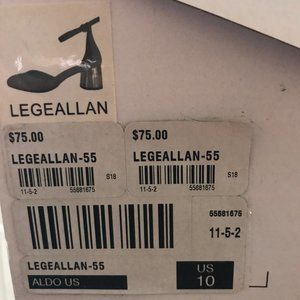 LEGEALLAN
$75.00
LEGEALLAN-55
S18
11-5-2 55681675
$75.00
LEGEALLAN-55
S18
11-5-2 55681675
55681675
11-5-2
LEGEALLAN-55
ALDO US
US
10